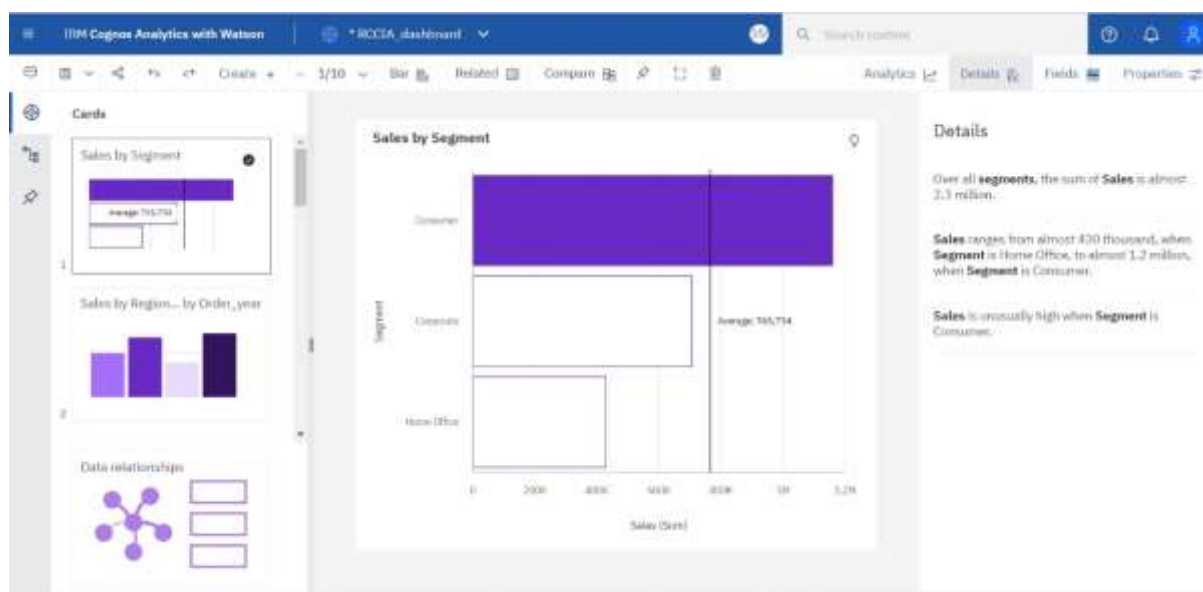 IBM Cognos Analytics with Watson
* RCCIA_dashboard
Search content
Create +
1/10
Bar
Related
Compare
Analytics
Details
Fields
Properties
Cards
Sales by Segment
Average: 765,734
1
Sales by Region... by Order_year
2
Data relationships
Sales by Segment
Segment
Consumer
Corporate
Home Office
Average: 765,734
0 200K 400K 600K 800K 1M 1.2M
Sales (Sum)
Details
Over all segments, the sum of Sales is almost
2.3 million.
Sales ranges from almost 430 thousand, when
Segment is Home Office, to almost 1.2 million,
when Segment is Consumer.
Sales is unusually high when Segment is
Consumer.